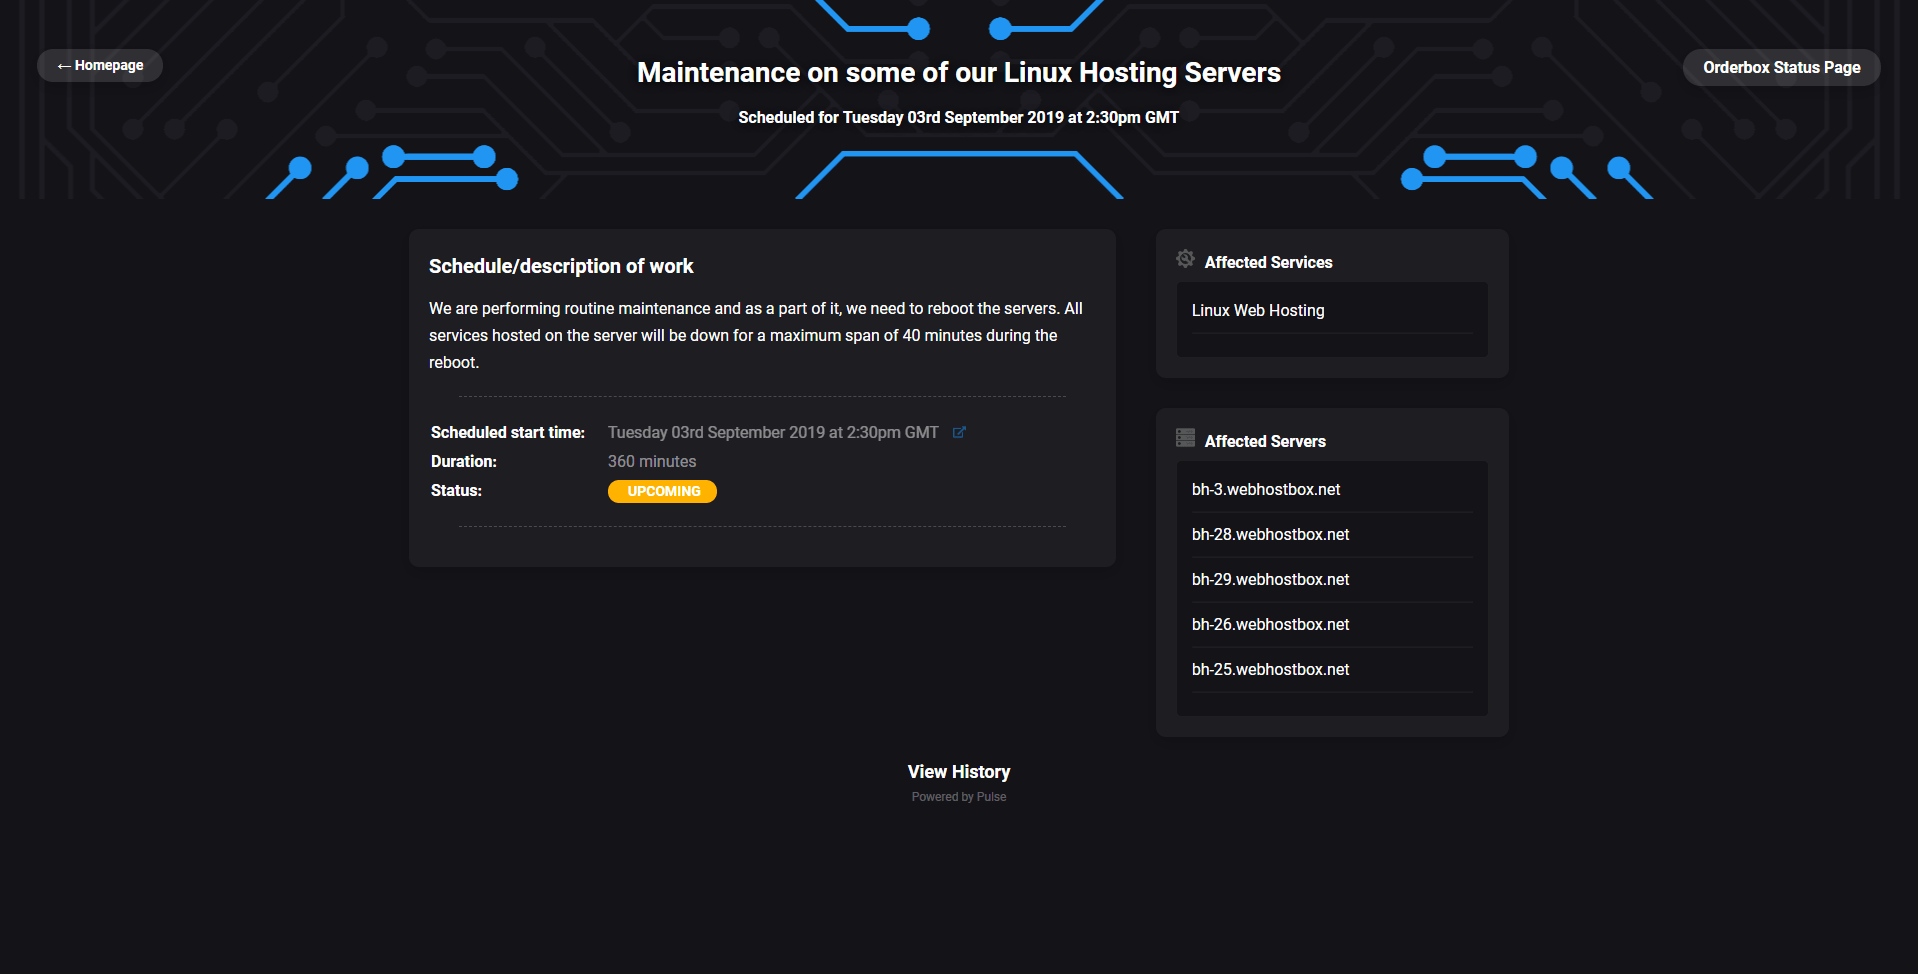 ← Homepage
Maintenance on some of our Linux Hosting Servers
Orderbox Status Page
Scheduled for Tuesday 03rd September 2019 at 2:30pm GMT
Schedule/description of work
We are performing routine maintenance and as a part of it, we need to reboot the servers. All
services hosted on the server will be down for a maximum span of 40 minutes during the
reboot.
Scheduled start time: Tuesday 03rd September 2019 at 2:30pm GMT
Duration: 360 minutes
Status: UPCOMING
Affected Services
Linux Web Hosting
Affected Servers
bh-3.webhostbox.net
bh-28.webhostbox.net
bh-29.webhostbox.net
bh-26.webhostbox.net
bh-25.webhostbox.net
View History
Powered by Pulse